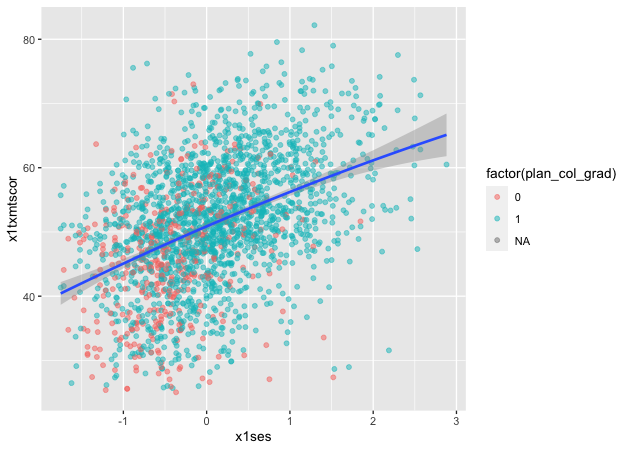 80
60
40
x1txmtscor
-1
0
1
2
3
x1ses
factor(plan_col_grad)
0
1
NA